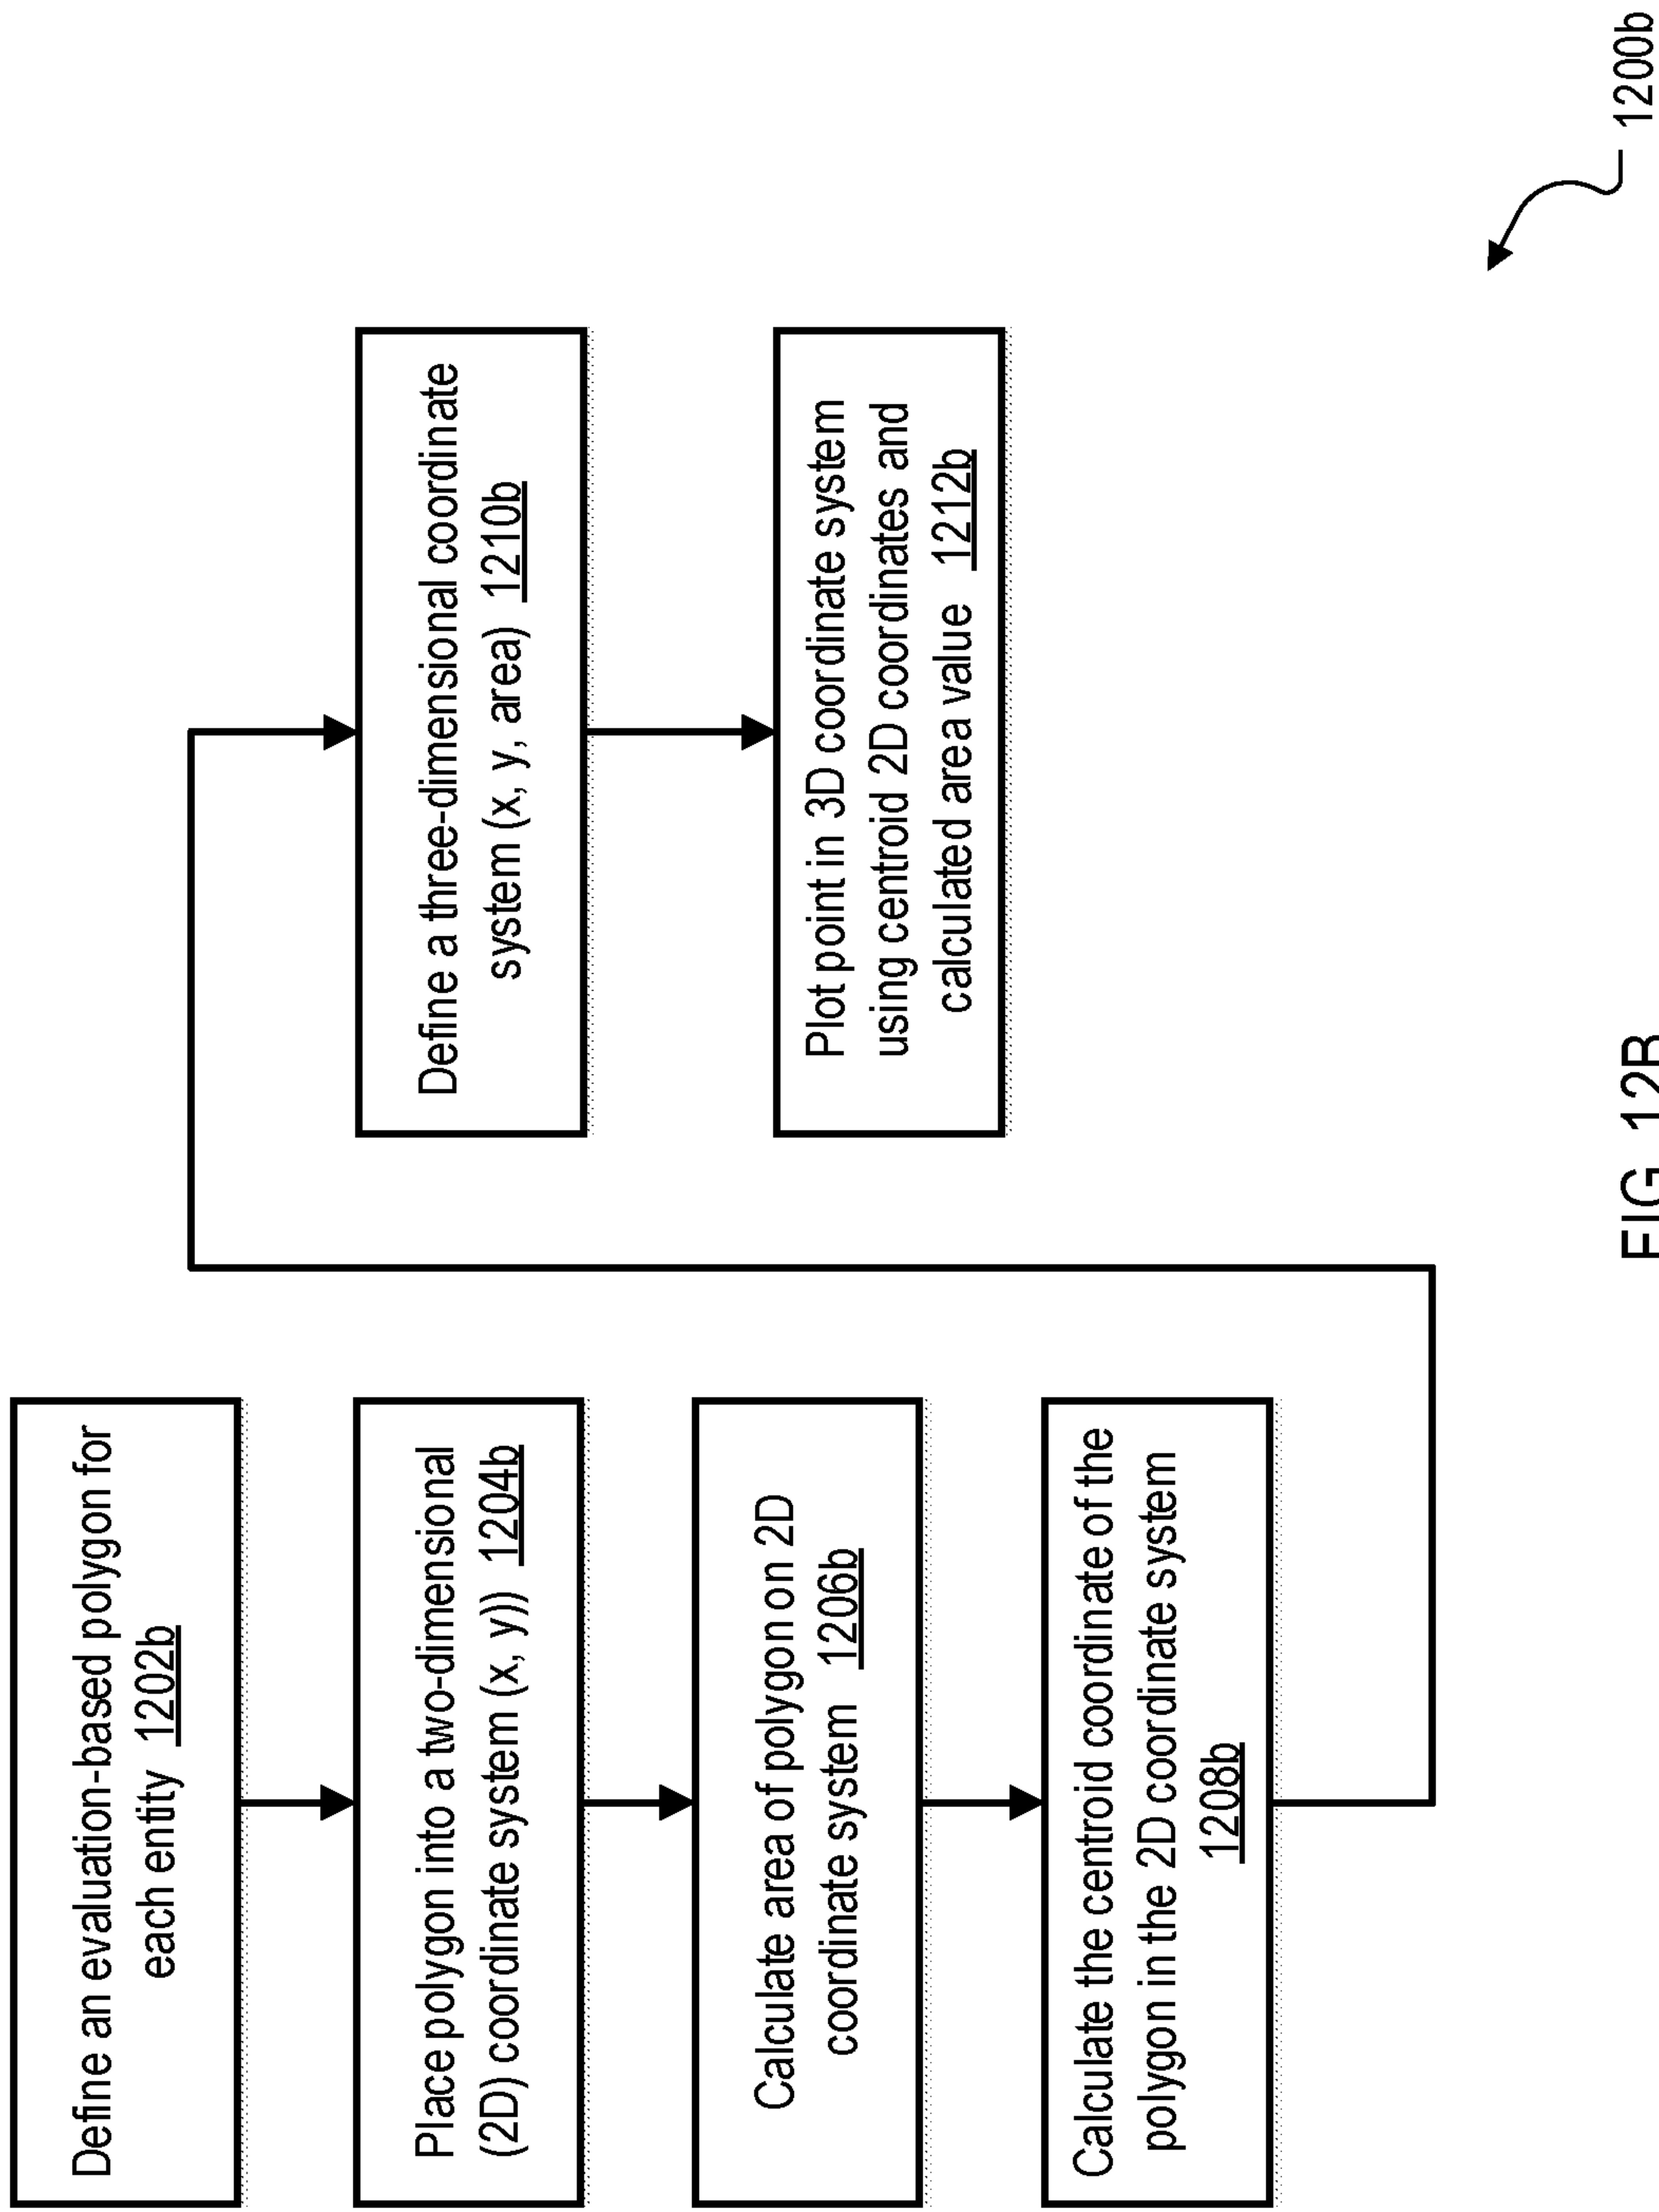 Define an evaluation-based polygon for
each entity 1202b
Place polygon into a two-dimensional
(2D) coordinate system (x, y)) 1204b
Calculate area of polygon on 2D
coordinate system 1206b
Calculate the centroid coordinate of the
polygon in the 2D coordinate system
1208b
Define a three-dimensional coordinate
system (x, y, area) 1210b
Plot point in 3D coordinate system
using centroid 2D coordinates and
calculated area value 1212b
1200b
FIG. 12B